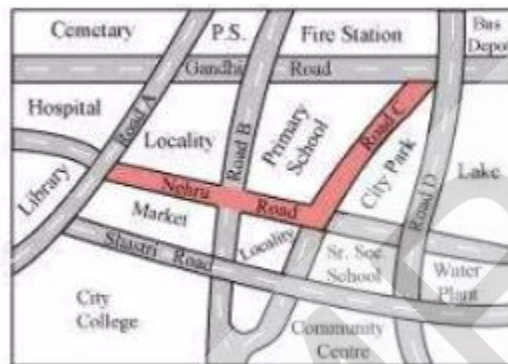 Cemetary
P.S.
Fire Station
Bus
Depot
Gandhi Road
Hospital
Road A
Locality
Road B
Primary
School
Road C
City Park
Road D
Lake
Library
Nehru Road
Market
Locality
Shastri Road
Sr. Sec
School
Water
Plant
City
College
Community
Centre